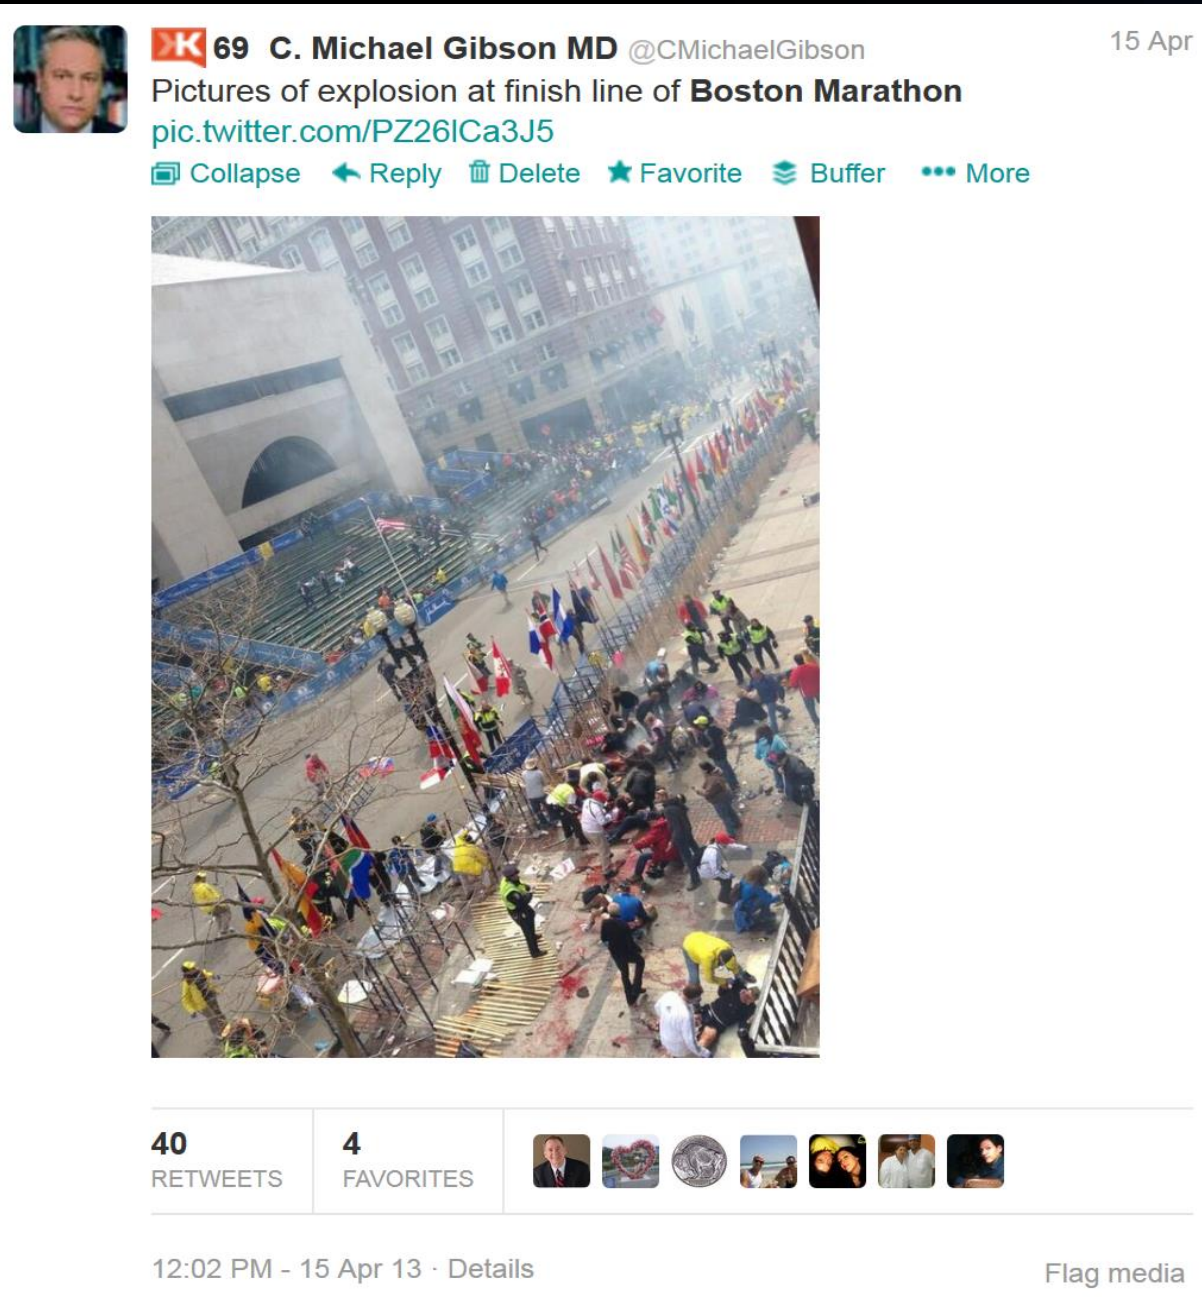 K 69 C. Michael Gibson MD @CMichaelGibson 15 Apr
Pictures of explosion at finish line of Boston Marathon
pic.twitter.com/PZ26lCa3J5
Collapse Reply Delete Favorite Buffer More
40
RETWEETS
4
FAVORITES
12:02 PM - 15 Apr 13 · Details
Flag media